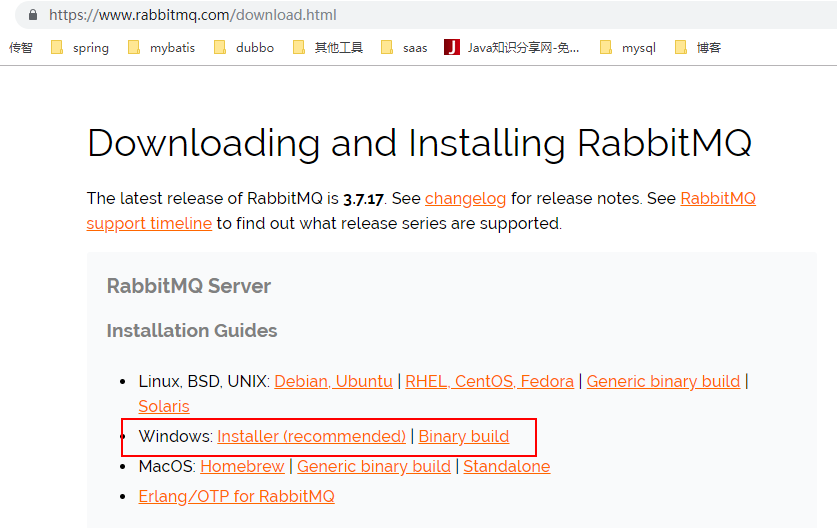 https://www.rabbitmq.com/download.html
传智 spring mybatis dubbo 其他工具 saas J Java知识分享网-免... mysql 博客
Downloading and Installing RabbitMQ
The latest release of RabbitMQ is 3.7.17. See changelog for release notes. See RabbitMQ
support timeline to find out what release series are supported.
RabbitMQ Server
Installation Guides
• Linux, BSD, UNIX: Debian, Ubuntu | RHEL, CentOS, Fedora | Generic binary build |
Solaris
• Windows: Installer (recommended) | Binary build
• MacOS: Homebrew | Generic binary build | Standalone
• Erlang/OTP for RabbitMQ